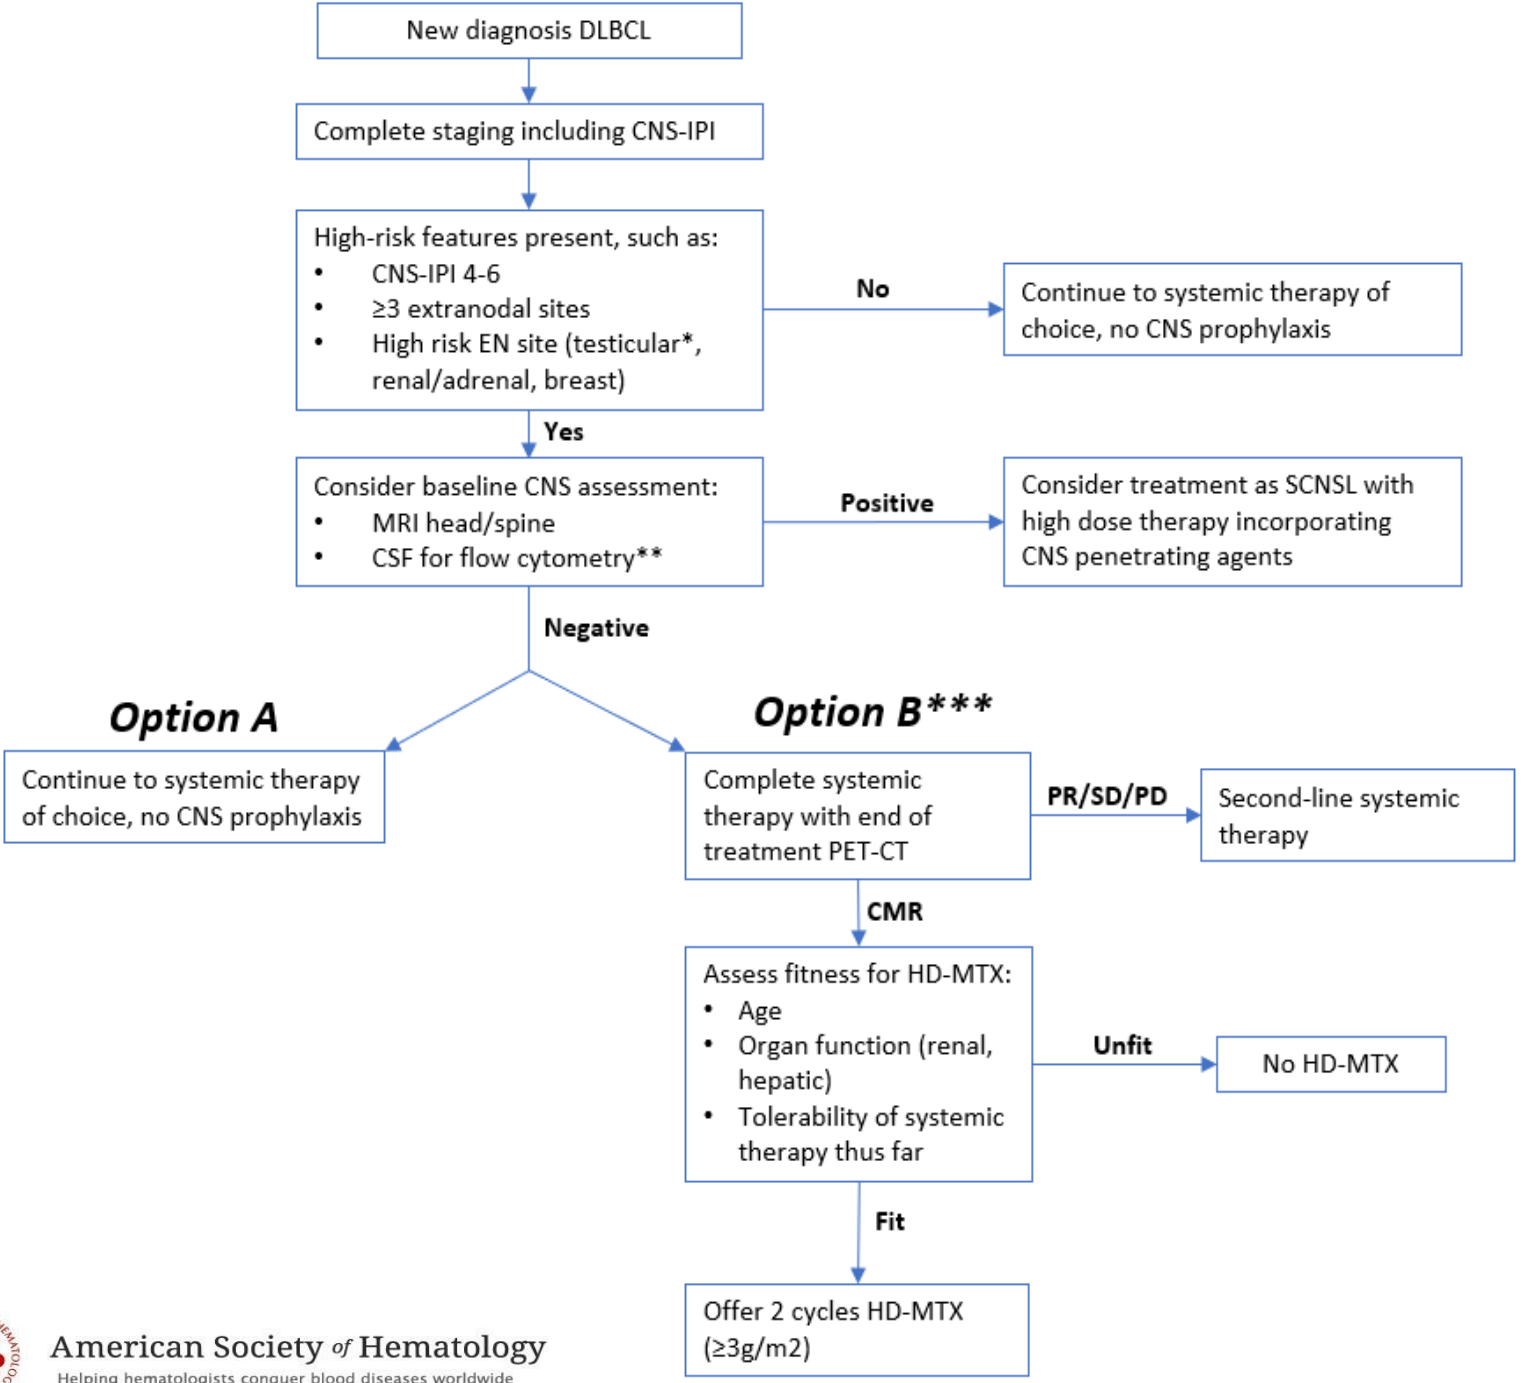 New diagnosis DLBCL
Complete staging including CNS-IPI
High-risk features present, such as:
• CNS-IPI 4-6
• ≥3 extranodal sites
• High risk EN site (testicular*,
renal/adrenal, breast)
No
Continue to systemic therapy of
choice, no CNS prophylaxis
Yes
Consider baseline CNS assessment:
• MRI head/spine
• CSF for flow cytometry**
Positive
Consider treatment as SCNSL with
high dose therapy incorporating
CNS penetrating agents
Negative
Option A
Continue to systemic therapy
of choice, no CNS prophylaxis
Option B***
Complete systemic
therapy with end of
treatment PET-CT
PR/SD/PD
Second-line systemic
therapy
CMR
Assess fitness for HD-MTX:
• Age
• Organ function (renal,
hepatic)
• Tolerability of systemic
therapy thus far
Unfit
No HD-MTX
Fit
Offer 2 cycles HD-MTX
(≥3g/m2)
American Society of Hematology
Helping hematologists conquer blood diseases worldwide